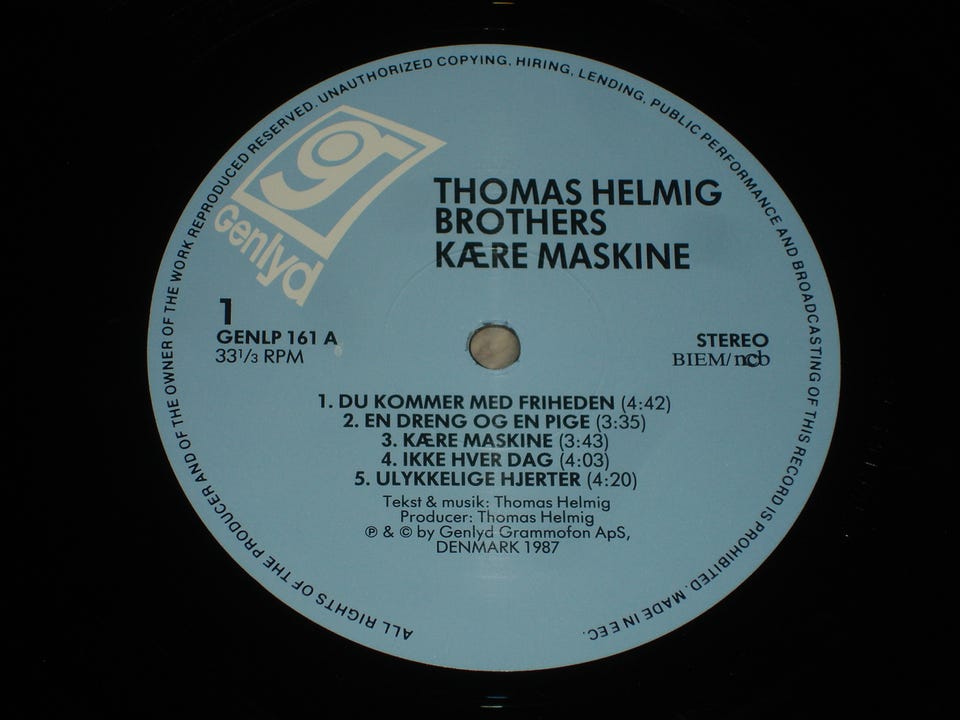 ALL RIGHTS OF THE PRODUCER AND OF THE OWNER OF THE WORK REPRODUCED RESERVED. UNAUTHORIZED COPYING, HIRING, LENDING, PUBLIC PERFORMANCE AND BROADCASTING OF THIS RECORD IS PROHIBITED. MADE IN EEC.
g
Genlyd
THOMAS HELMIG
BROTHERS
KÆRE MASKINE
1
GENLP 161 A
33 1/3 RPM
STEREO
BIEM/ncb
1. DU KOMMER MED FRIHEDEN (4:42)
2. EN DRENG OG EN PIGE (3:35)
3. KÆRE MASKINE (3:43)
4. IKKE HVER DAG (4:03)
5. ULYKKELIGE HJERTER (4:20)
Tekst & musik: Thomas Helmig
Producer: Thomas Helmig
℗ & © by Genlyd Grammofon ApS,
DENMARK 1987